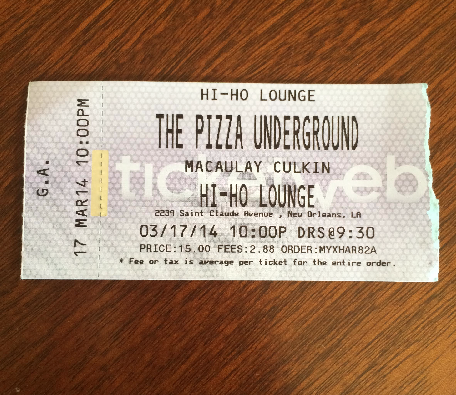 G.A.
17 MAR14 10:00PM
HI-HO LOUNGE
THE PIZZA UNDERGROUND
MACAULAY CULKIN
HI-HO LOUNGE
2239 Saint Claude Avenue , New Orleans, LA
03/17/14 10:00P DRS@9:30
PRICE:15.00 FEES:2.88 ORDER:MYXHAR82A
* Fee or tax is average per ticket for the entire order.
ticketweb